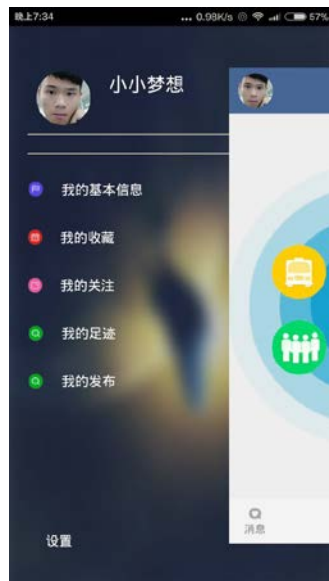 晚上7:34
... 0.98K/s 57%
小小梦想
我的基本信息
我的收藏
我的关注
我的足迹
我的发布
消息
设置